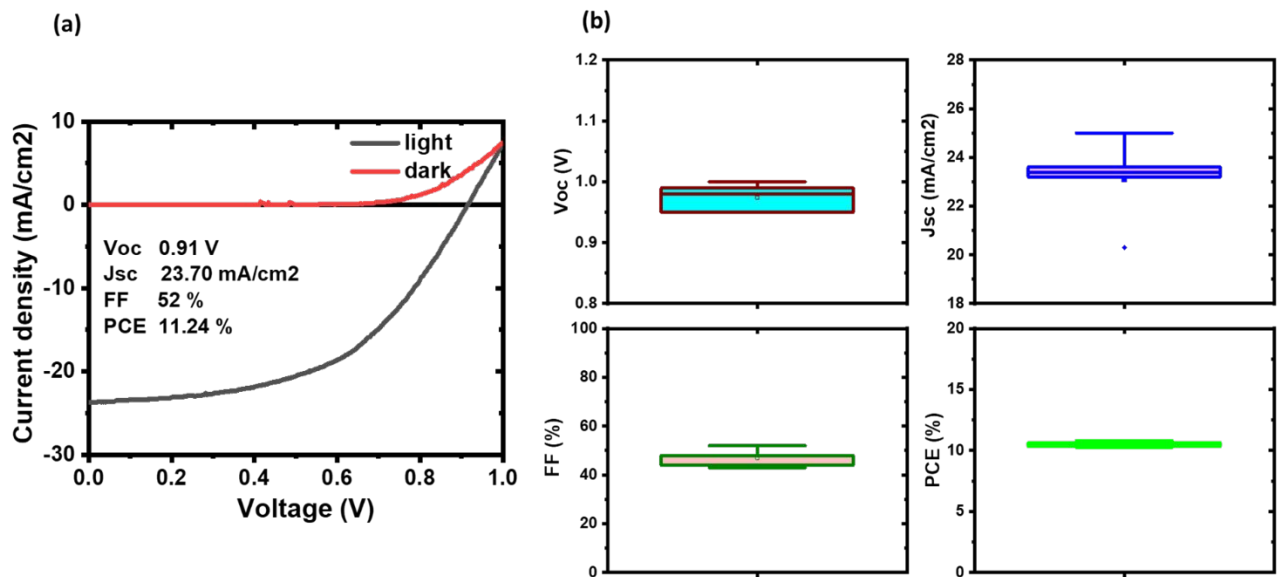 (a)
Current density (mA/cm2)
10
0
-10
-20
-30
light
dark
Voc 0.91 V
Jsc 23.70 mA/cm2
FF 52 %
PCE 11.24 %
0.0 0.2 0.4 0.6 0.8 1.0
Voltage (V)
(b)
Voc (V)
1.2
1.1
1.0
0.9
0.8
Jsc (mA/cm2)
28
26
24
22
20
18
FF (%)
100
80
60
40
20
0
PCE (%)
20
15
10
5
0